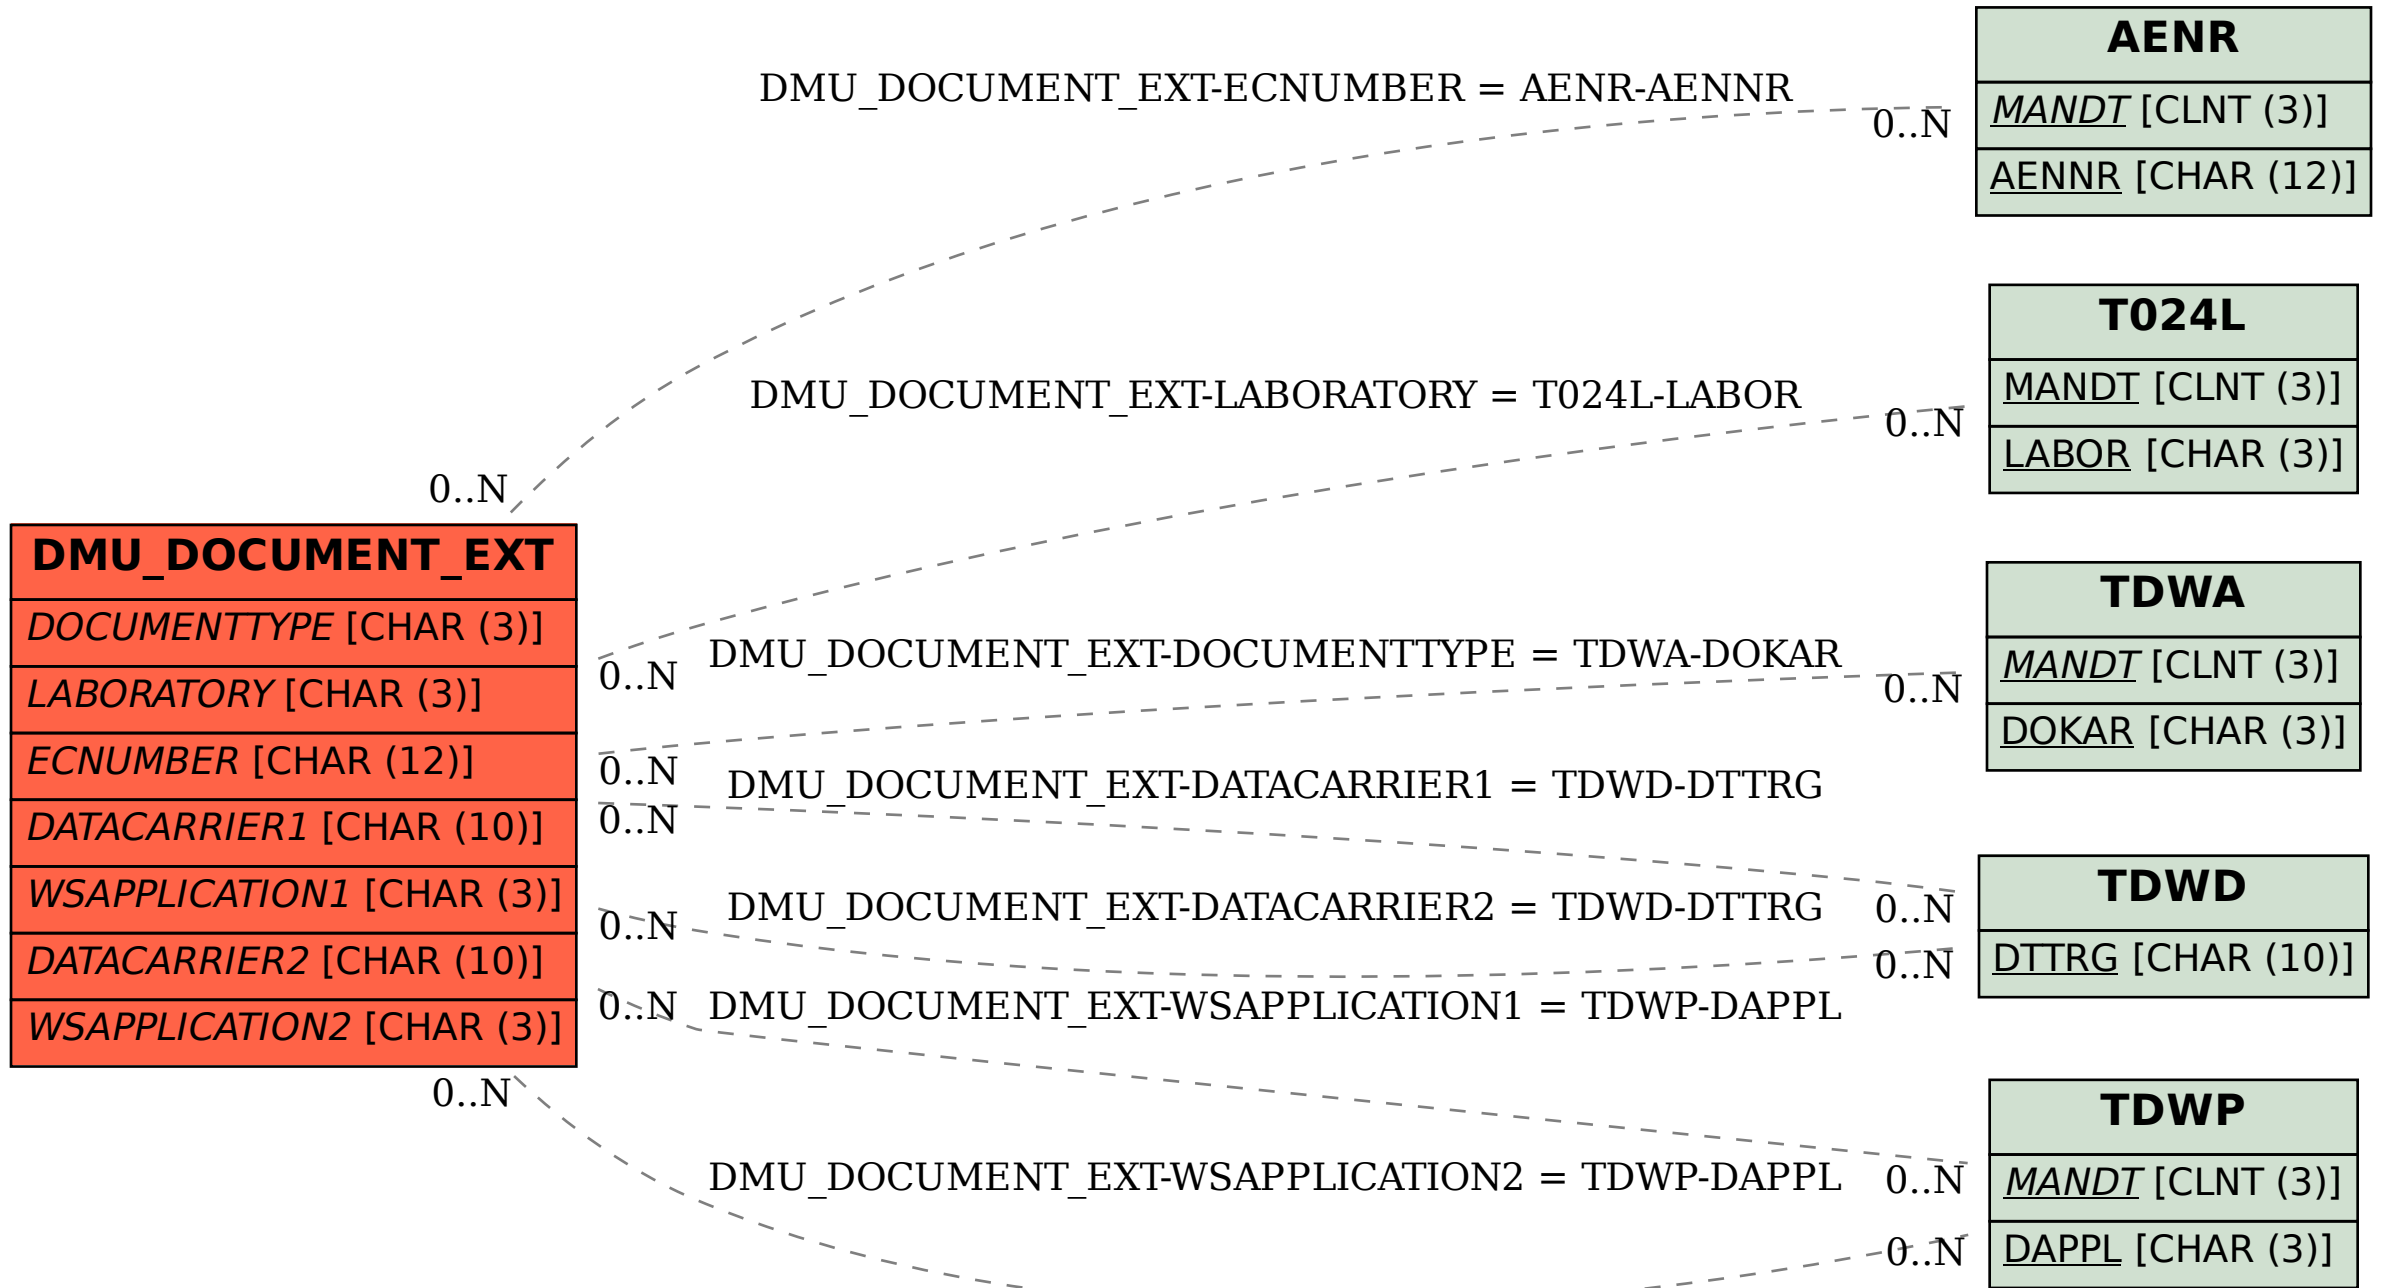 AENR
MANDT [CLNT (3)]
AENNR [CHAR (12)]
DMU_DOCUMENT_EXT-ECNUMBER = AENR-AENNR
0..N
0..N
T024L
MANDT [CLNT (3)]
LABOR [CHAR (3)]
DMU_DOCUMENT_EXT-LABORATORY = T024L-LABOR
0..N
0..N
DMU_DOCUMENT_EXT
DOCUMENTTYPE [CHAR (3)]
LABORATORY [CHAR (3)]
ECNUMBER [CHAR (12)]
DATACARRIER1 [CHAR (10)]
WSAPPLICATION1 [CHAR (3)]
DATACARRIER2 [CHAR (10)]
WSAPPLICATION2 [CHAR (3)]
TDWA
MANDT [CLNT (3)]
DOKAR [CHAR (3)]
DMU_DOCUMENT_EXT-DOCUMENTTYPE = TDWA-DOKAR
0..N
0..N
DMU_DOCUMENT_EXT-DATACARRIER1 = TDWD-DTTRG
0..N
0..N
DMU_DOCUMENT_EXT-DATACARRIER2 = TDWD-DTTRG
0..N
0..N
TDWD
DTTRG [CHAR (10)]
DMU_DOCUMENT_EXT-WSAPPLICATION1 = TDWP-DAPPL
0..N
0..N
DMU_DOCUMENT_EXT-WSAPPLICATION2 = TDWP-DAPPL
0..N
0..N
TDWP
MANDT [CLNT (3)]
DAPPL [CHAR (3)]